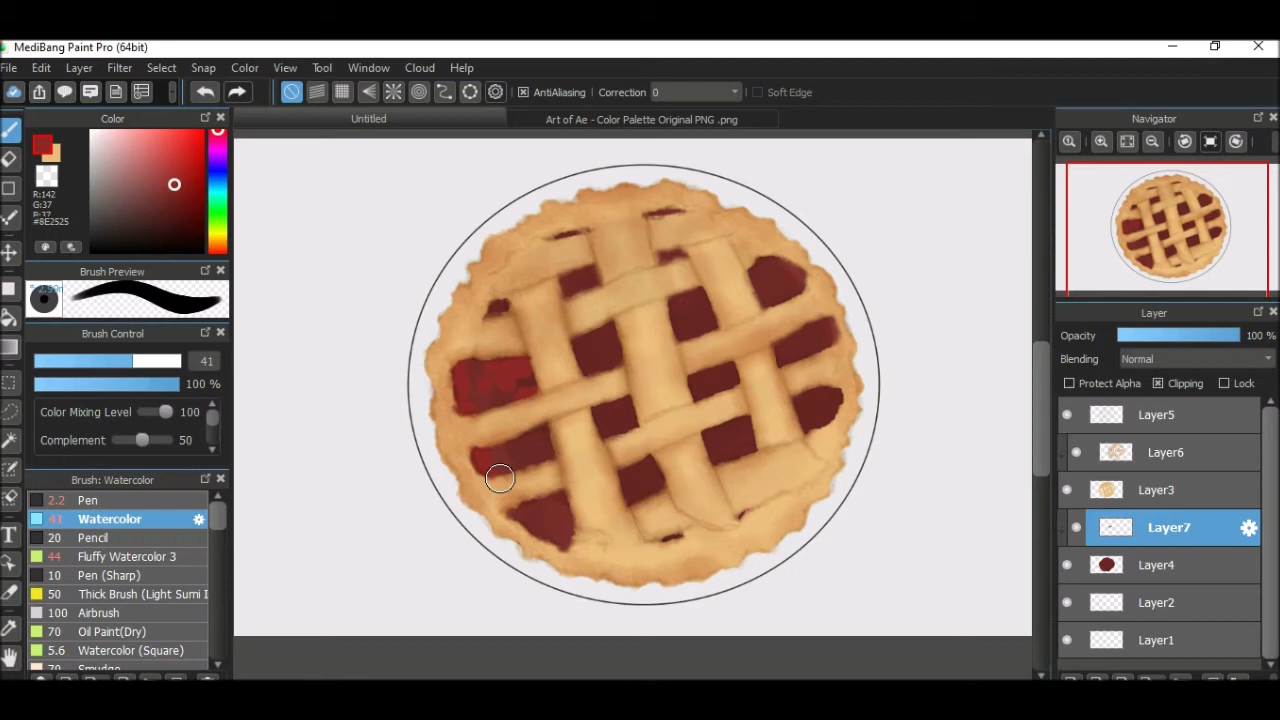 MediBang Paint Pro (64bit)
File Edit Layer Filter Select Snap Color View Tool Window Cloud Help
AntiAliasing Correction 0 Soft Edge
Color
Untitled
Art of Ae - Color Palette Original PNG .png
Navigator
R:142
G:37
B:37
#8E2525
Brush Preview
Brush Control
41
100 %
Color Mixing Level 100
Complement 50
Brush: Watercolor
2.2 Pen
41 Watercolor
20 Pencil
44 Fluffy Watercolor 3
10 Pen (Sharp)
50 Thick Brush (Light Sumi I
100 Airbrush
70 Oil Paint(Dry)
5.6 Watercolor (Square)
70 Smudge
Layer
Opacity 100 %
Blending Normal
Protect Alpha Clipping Lock
Layer5
Layer6
Layer3
Layer7
Layer4
Layer2
Layer1